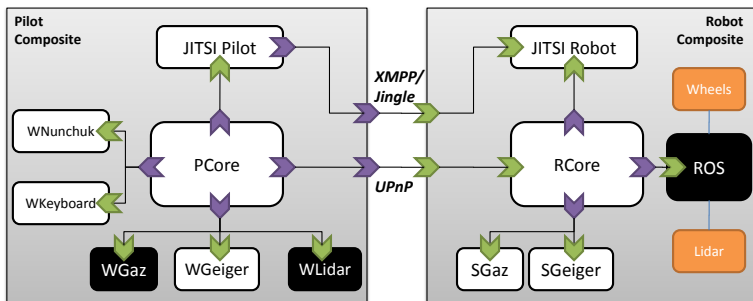 Pilot
Composite
JITSI Pilot
XMPP/
Jingle
JITSI Robot
Robot
Composite
Wheels
WNunchuk
WKeyboard
PCore
UPnP
RCore
ROS
WGaz
WGeiger
WLidar
SGaz
SGeiger
Lidar